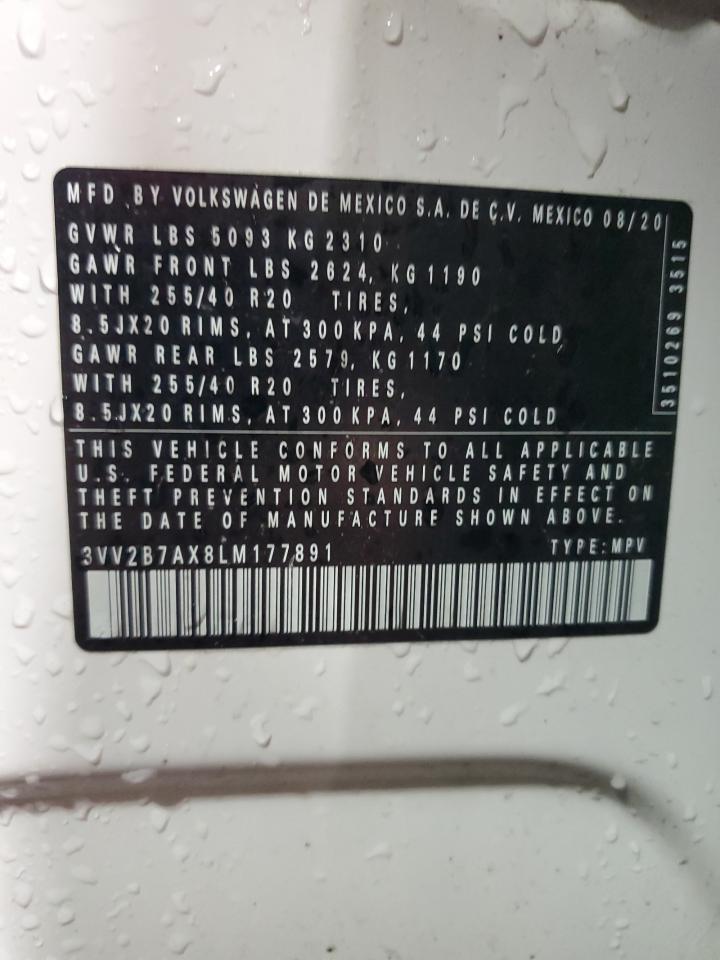 MFD BY VOLKSWAGEN DE MEXICO S.A. DE C.V. MEXICO 08/20
GVWR LBS 5093 KG 2310
GAWR FRONT LBS 2624, KG 1190
WITH 255/40 R20 TIRES,
8.5JX20 RIMS, AT 300 KPA, 44 PSI COLD
GAWR REAR LBS 2579, KG 1170
WITH 255/40 R20 TIRES,
8.5JX20 RIMS, AT 300 KPA, 44 PSI COLD
3510269 3515
THIS VEHICLE CONFORMS TO ALL APPLICABLE
U.S. FEDERAL MOTOR VEHICLE SAFETY AND
THEFT PREVENTION STANDARDS IN EFFECT ON
THE DATE OF MANUFACTURE SHOWN ABOVE.
3VV2B7AX8LM177891 TYPE: MPV